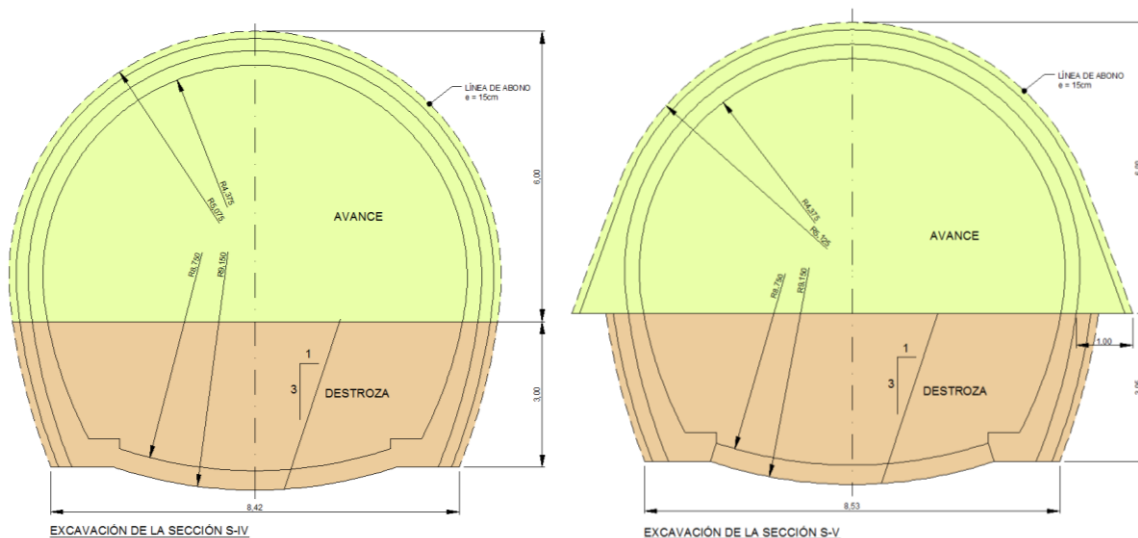 LÍNEA DE ABONO
e = 15cm
R4,375
R5,075
6,00
AVANCE
R8,750
R9,150
1
3
DESTROZA
3,00
8,42
EXCAVACIÓN DE LA SECCIÓN S-IV
LÍNEA DE ABONO
e = 15cm
R4,375
R5,125
AVANCE
R8,750
R9,150
1,00
1
3
DESTROZA
8,53
EXCAVACIÓN DE LA SECCIÓN S-V